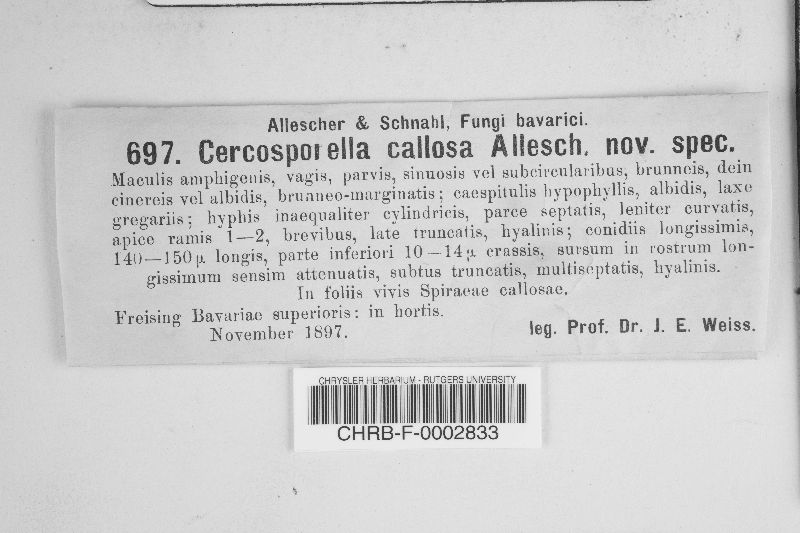 Allescher & Schnahl, Fungi bavarici.
697. Cercosporella callosa Allesch. nov. spec.
Maculis amphigenis, vagis, parvis, sinuosis vel subcircularibus, brunneis, dein
cinereis vel albidis, brunneo-marginatis; caespitulis hypophyllis, albidis, laxe
gregariis; hyphis inaequaliter cylindricis, parce septatis, leniter curvatis,
apice ramis 1—2, brevibus, late truncatis, hyalinis; conidiis longissimis,
140—150 µ longis, parte inferiori 10—14 µ crassis, sursum in rostrum lon-
gissimum sensim attenuatis, subtus truncatis, multiseptatis, hyalinis.
In foliis vivis Spiraeae callosae.
Freising Bavariae superioris: in hortis.
November 1897. leg. Prof. Dr. J. E. Weiss.
CHRYSLER HERBARIUM - RUTGERS UNIVERSITY
CHRB-F-0002833